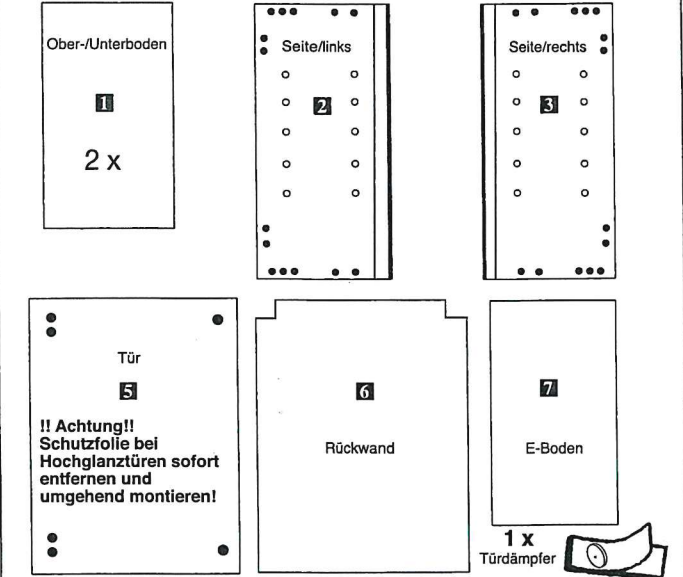 Ober-/Unterboden
1
2 x
Seite/links
2
Seite/rechts
3
Tür
5
!! Achtung!!
Schutzfolie bei
Hochglanztüren sofort
entfernen und
umgehend montieren!
6
Rückwand
7
E-Boden
1 x
Türdämpfer